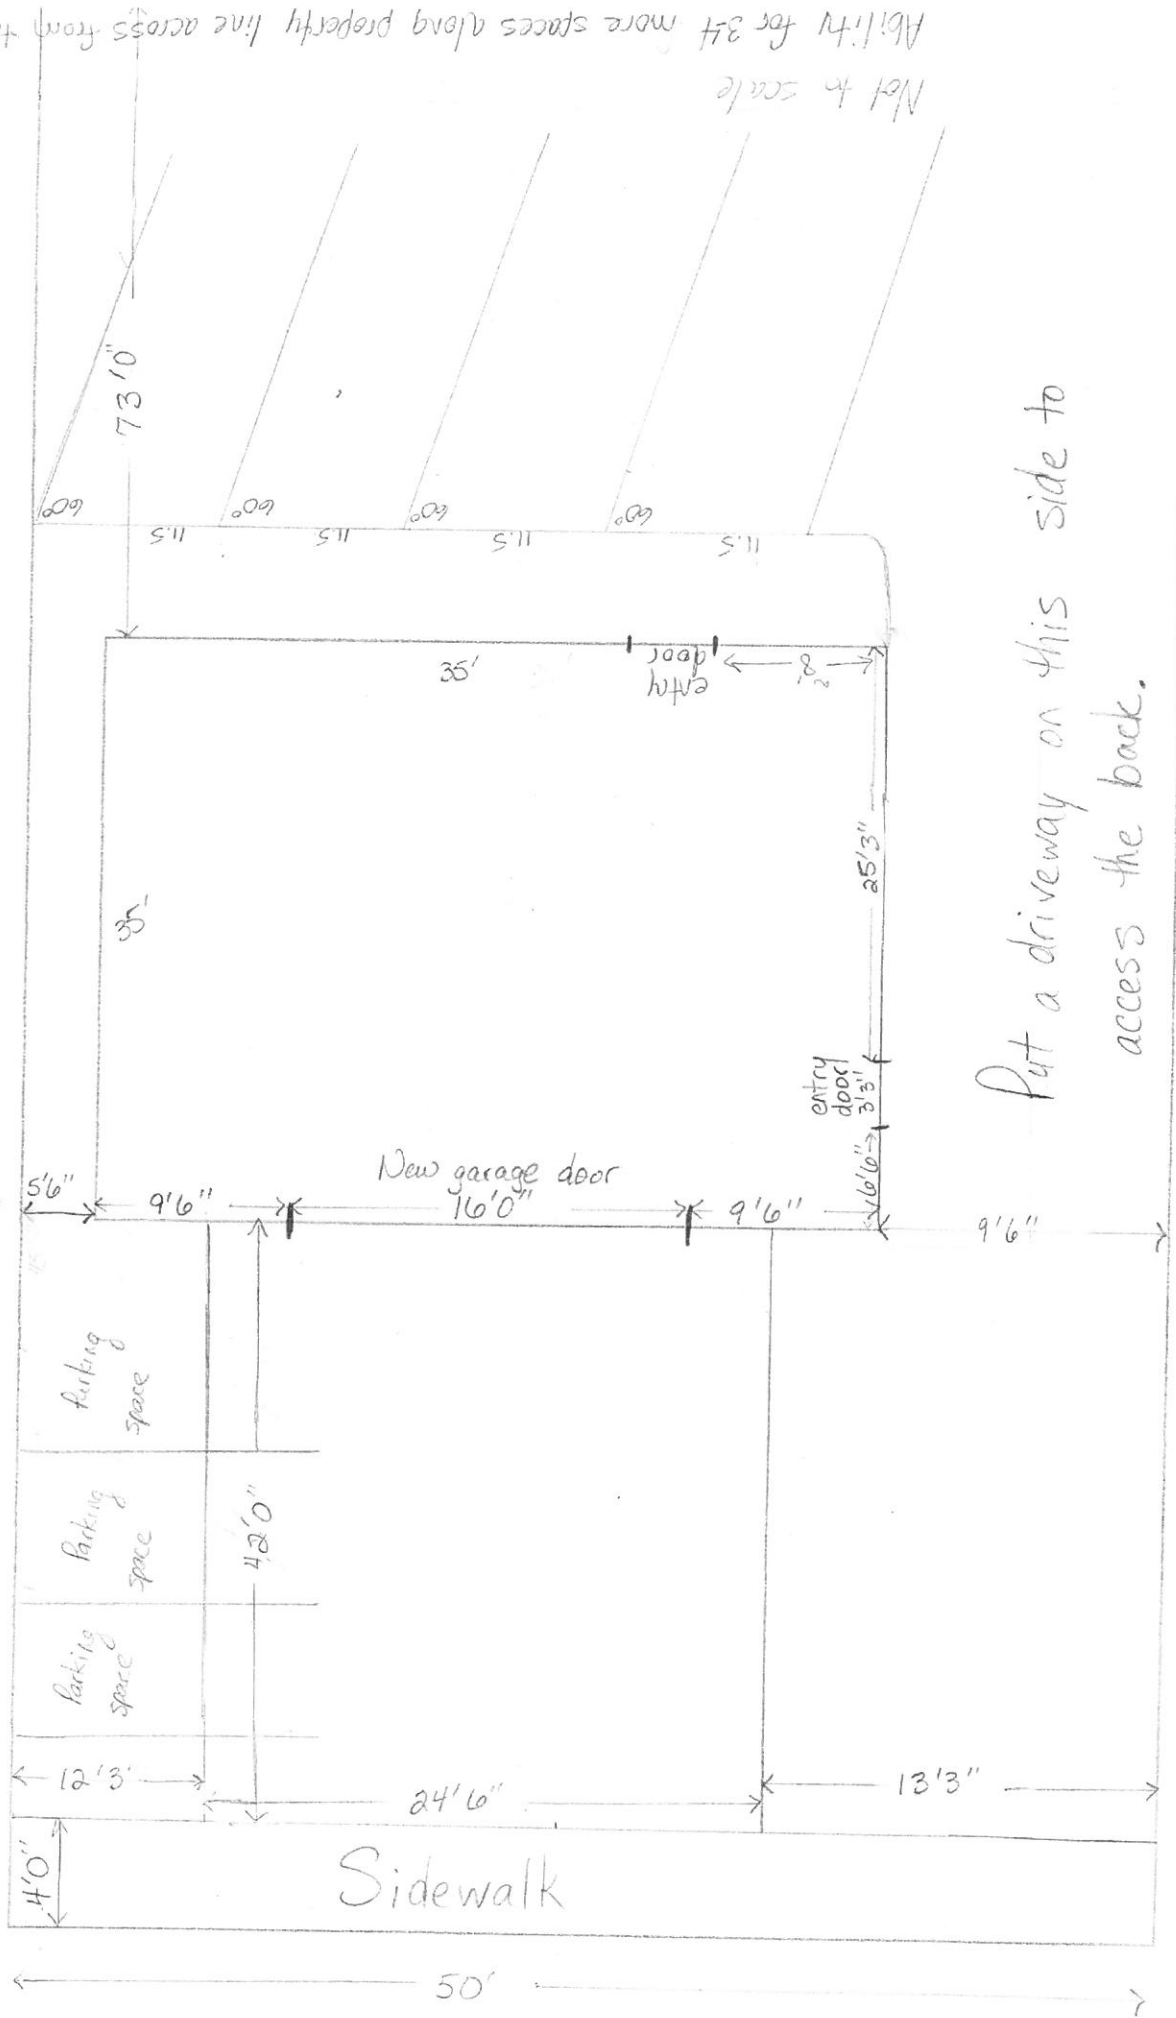 Ability for 3-4 more spaces along property line across from
Not to scale
73'0"
60°
60°
60°
60°
11.5
11.5
11.5
11.5
35'
entry
door
8'
35'
25'3"
Put a driveway on this side to
access the back.
entry
door
3'3"
6'6"
New garage door
5'6"
9'6"
16'0"
9'6"
9'6"
Parking
space
Parking
space
Parking
space
42'0"
12'3"
24'6"
13'3"
4'0"
Sidewalk
50'